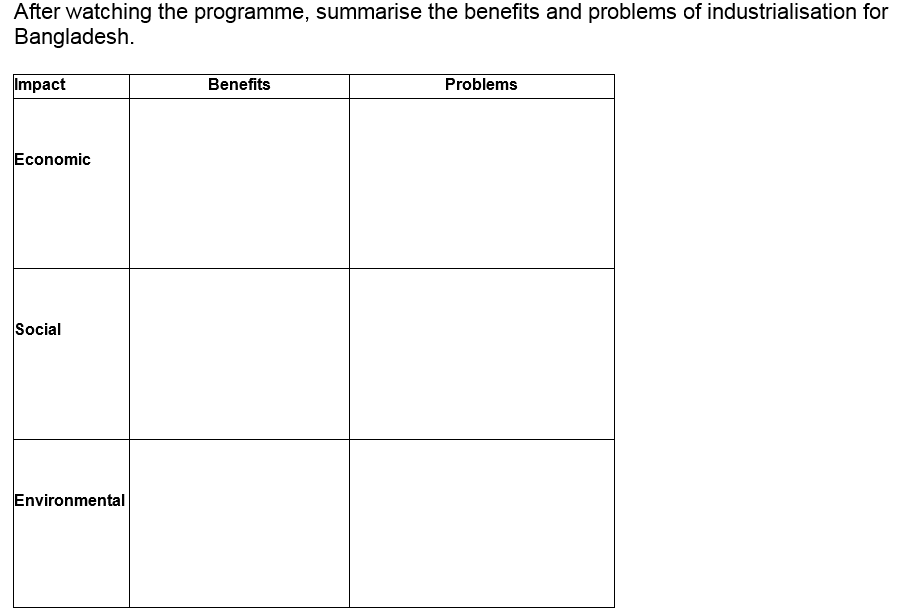 After watching the programme, summarise the benefits and problems of industrialisation for
Bangladesh.
Impact Benefits Problems
Economic
Social
Environmental